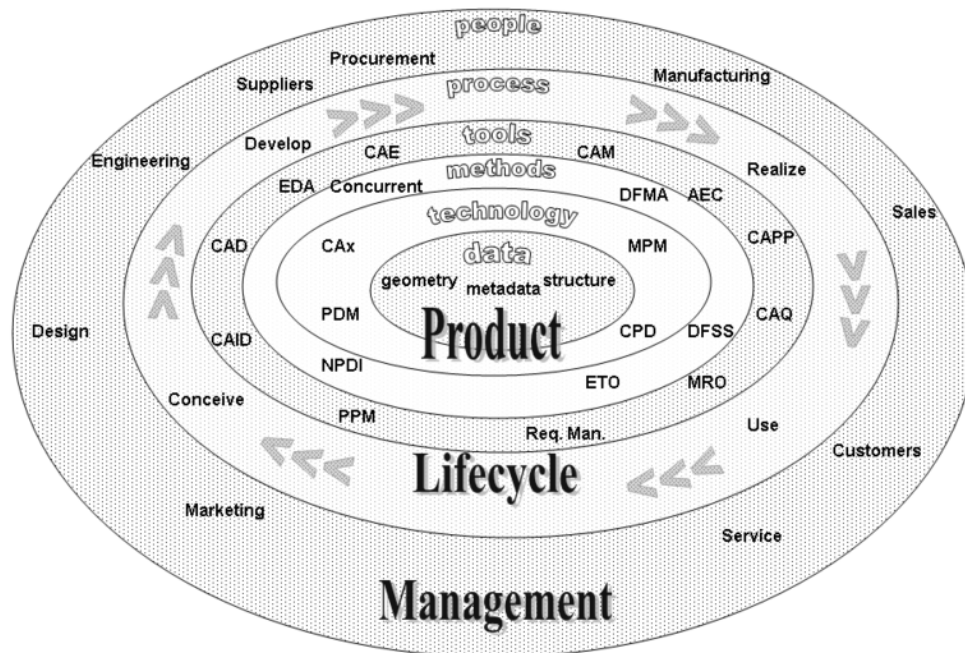 people
Procurement
Suppliers
Manufacturing
process
Develop
tools
Engineering
CAE
CAM
methods
Realize
EDA
Concurrent
DFMA
AEC
technology
Sales
CAD
CAx
data
MPM
CAPP
geometry
metadata
structure
PDM
Product
CPD
DFSS
CAQ
Design
CAID
NPDI
ETO
MRO
Conceive
PPM
Req. Man.
Use
Lifecycle
Customers
Marketing
Service
Management